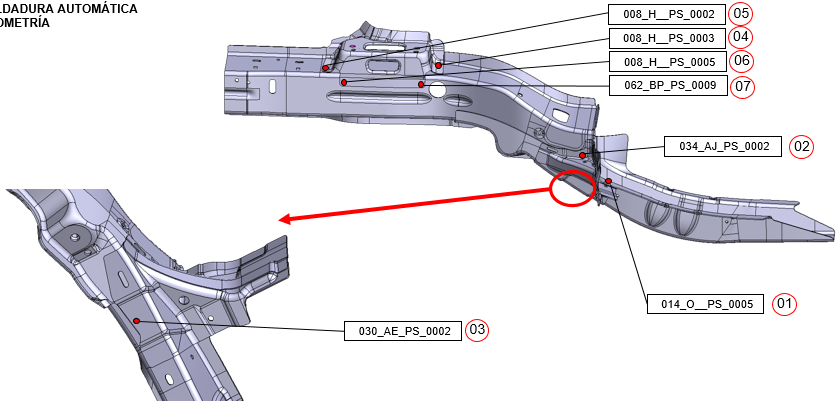 LDADURA AUTOMÁTICA
OMETRÍA
008_H__PS_0002 05
008_H__PS_0003 04
008_H__PS_0005 06
062_BP_PS_0009 07
034_AJ_PS_0002 02
014_O__PS_0005 01
030_AE_PS_0002 03